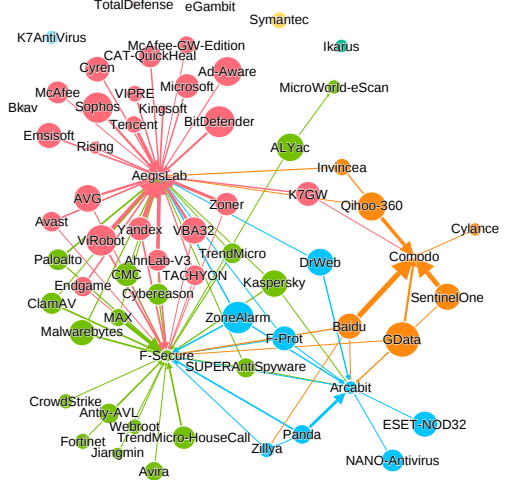 TotalDefense
eGambit
Symantec
K7AntiVirus
McAfee-GW-Edition
Ikarus
CAT-QuickHeal
Cyren
Ad-Aware
Microsoft
MicroWorld-eScan
McAfee
VIPRE
Bkav
Sophos
Kingsoft
Tencent
BitDefender
Emsisoft
Rising
ALYac
AegisLab
Invincea
AVG
K7GW
Zoner
Qihoo-360
Avast
Yandex
VBA32
Cylance
ViRobot
Paloalto
AhnLab-V3
TrendMicro
DrWeb
Comodo
CMC
TACHYON
Endgame
Cybereason
Kaspersky
SentinelOne
ClamAV
MAX
ZoneAlarm
Malwarebytes
Baidu
F-Prot
GData
F-Secure
SUPERAntiSpyware
Arcabit
CrowdStrike
Antiy-AVL
ESET-NOD32
Webroot
Fortinet
TrendMicro-HouseCall
Panda
Jiangmin
Zillya
NANO-Antivirus
Avira